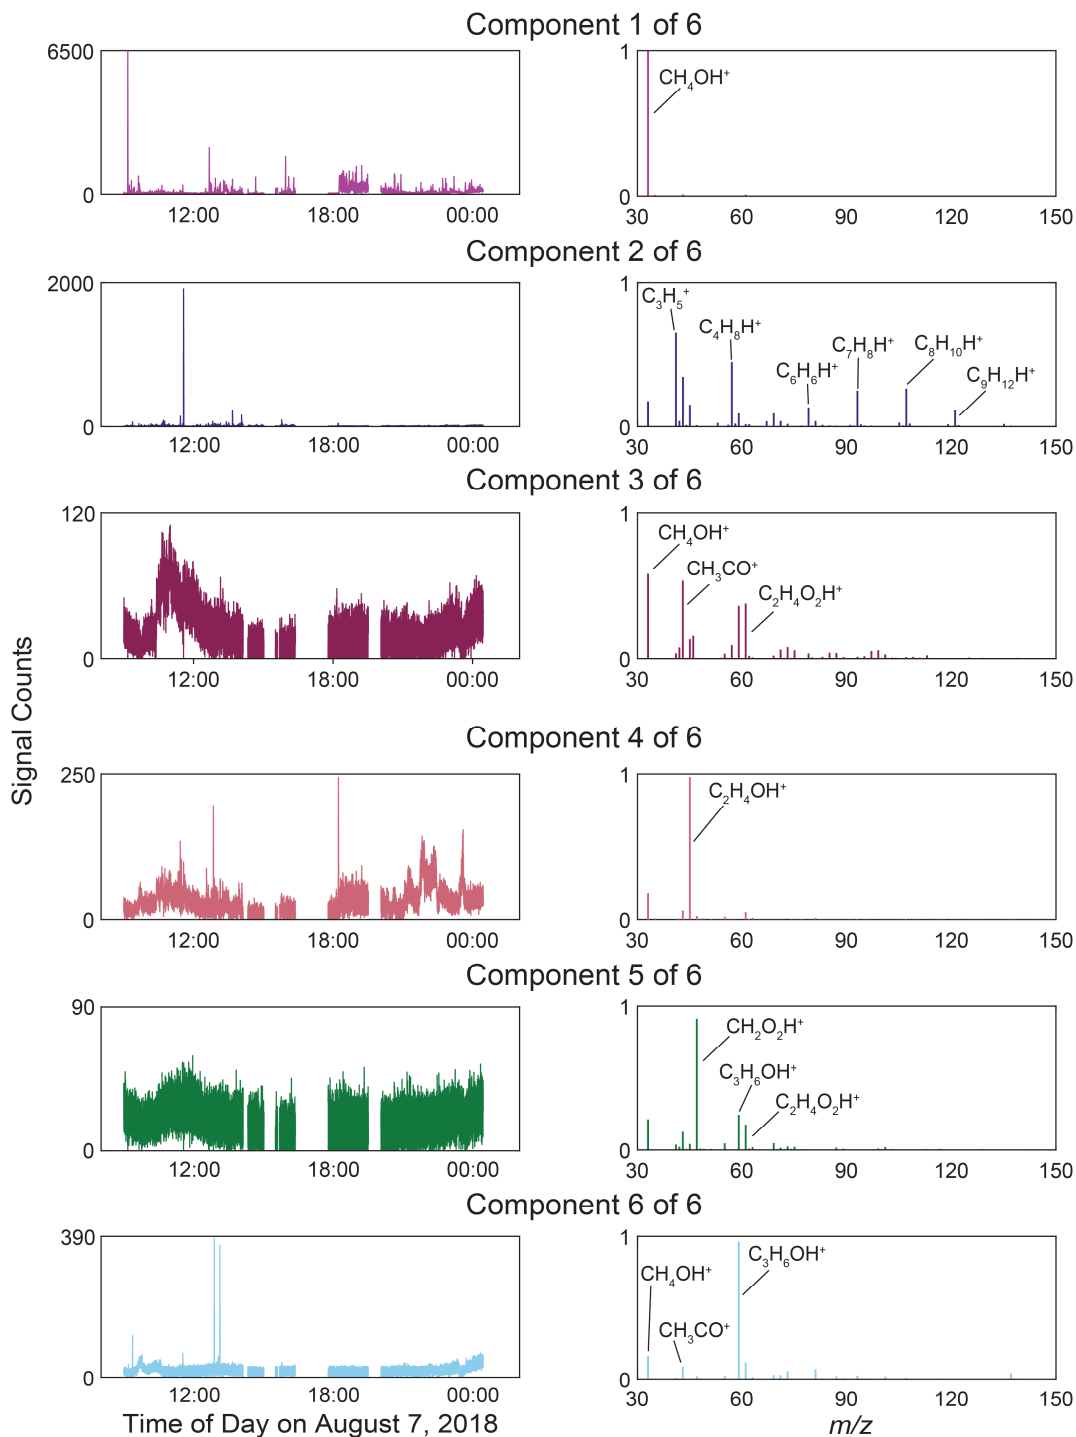 Component 1 of 6
6500
0
12:00 18:00 00:00
1
0
CH₄OH⁺
30 60 90 120 150
Component 2 of 6
2000
0
12:00 18:00 00:00
1
0
C₃H₅⁺
C₄H₈H⁺
C₆H₆H⁺
C₇H₈H⁺
C₈H₁₀H⁺
C₉H₁₂H⁺
30 60 90 120 150
Component 3 of 6
120
0
12:00 18:00 00:00
1
0
CH₄OH⁺
CH₃CO⁺
C₂H₄O₂H⁺
30 60 90 120 150
Signal Counts
Component 4 of 6
250
0
12:00 18:00 00:00
1
0
C₂H₄OH⁺
30 60 90 120 150
Component 5 of 6
90
0
12:00 18:00 00:00
1
0
CH₂O₂H⁺
C₃H₆OH⁺
C₂H₄O₂H⁺
30 60 90 120 150
Component 6 of 6
390
0
12:00 18:00 00:00
Time of Day on August 7, 2018
1
0
C₃H₆OH⁺
CH₄OH⁺
CH₃CO⁺
30 60 90 120 150
m/z